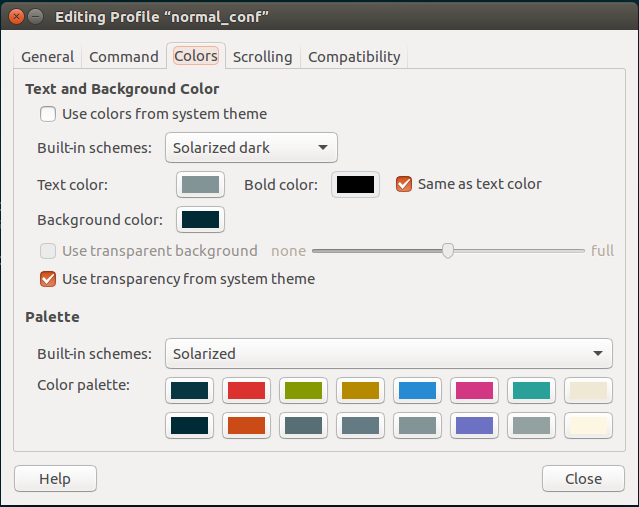 Editing Profile “normal_conf”
General Command Colors Scrolling Compatibility
Text and Background Color
Use colors from system theme
Built-in schemes: Solarized dark
Text color: Bold color: Same as text color
Background color:
Use transparent background none full
Use transparency from system theme
Palette
Built-in schemes: Solarized
Color palette:
Help Close